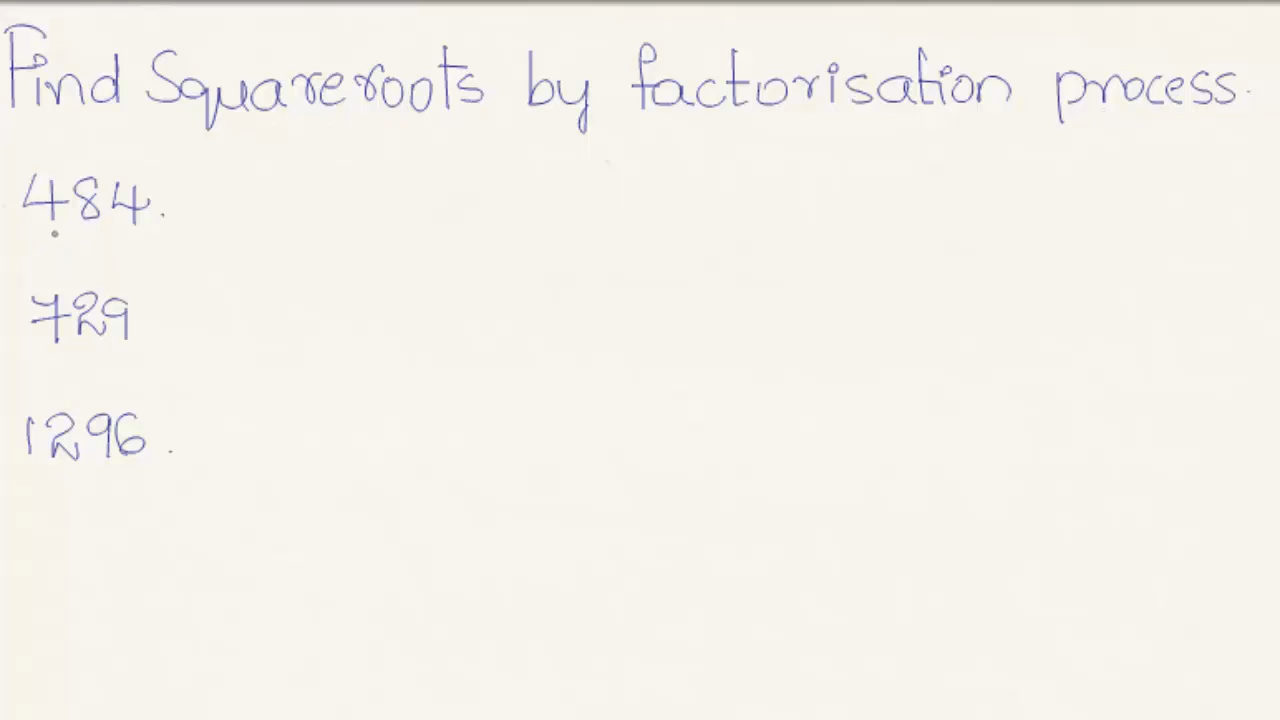 Find Squareroots by factorisation process.
484.
729
1296.